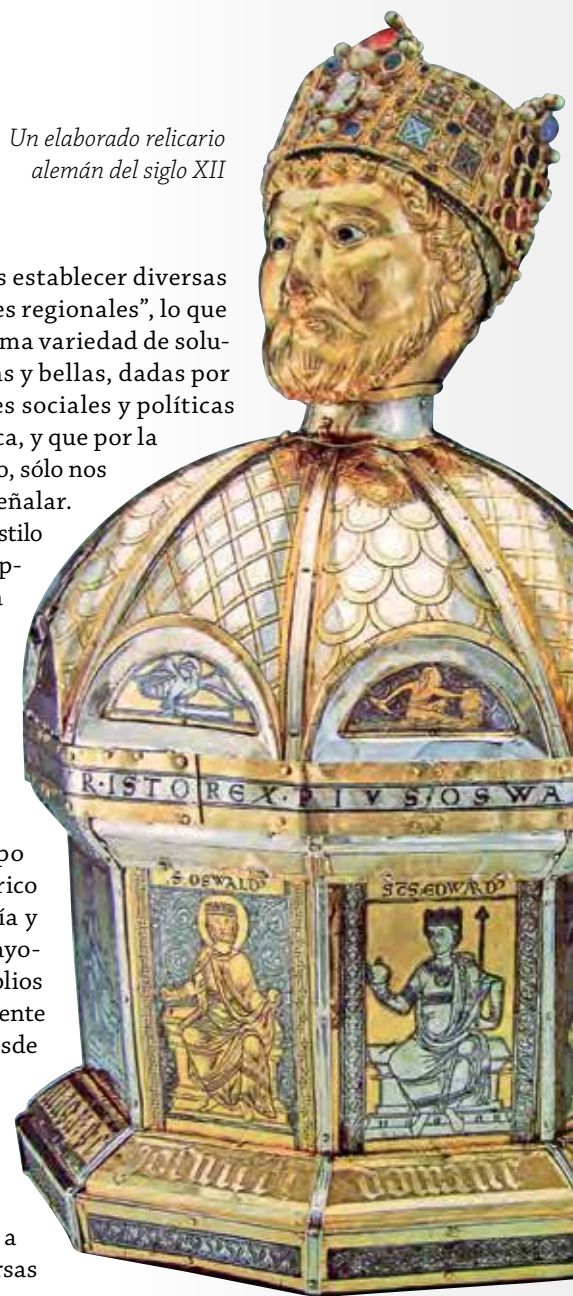 Un elaborado relicario
alemán del siglo XII
s establecer diversas
es regionales”, lo que
ma variedad de solu-
as y bellas, dadas por
es sociales y políticas
ca, y que por la
o, sólo nos
eñalar.
stilo
p-
a
po
rico
ía y
ayo-
lios
ente
sde
a
rsas
R·ISTO REX·PIVS·OSWA
S OSWALD
SCS EDWARD